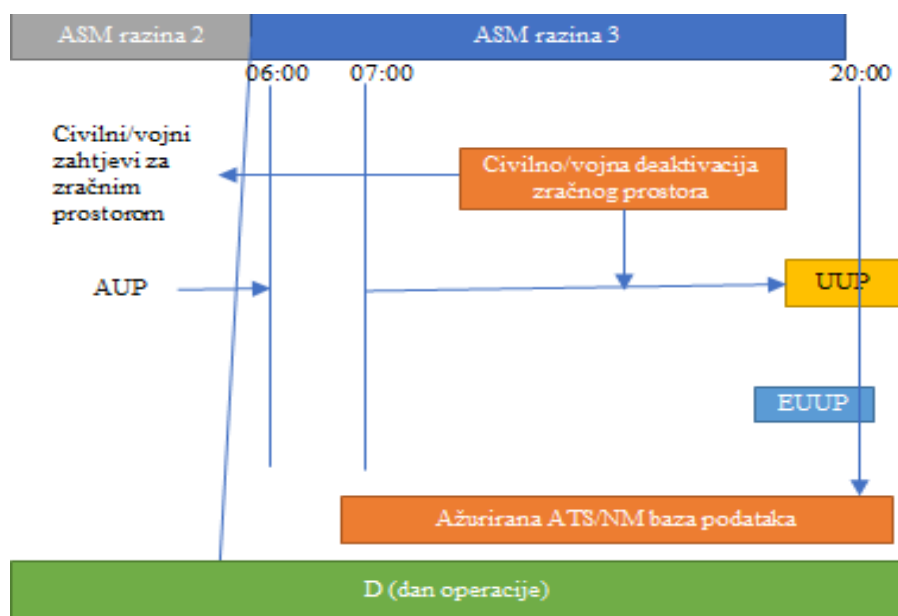 ASM razina 2
ASM razina 3
06:00
07:00
20:00
Civilni/vojni
zahtjevi za
zračnim
prostorom
Civilno/vojna deaktivacija
zračnog prostora
AUP
UUP
EUUP
Ažurirana ATS/NM baza podataka
D (dan operacije)